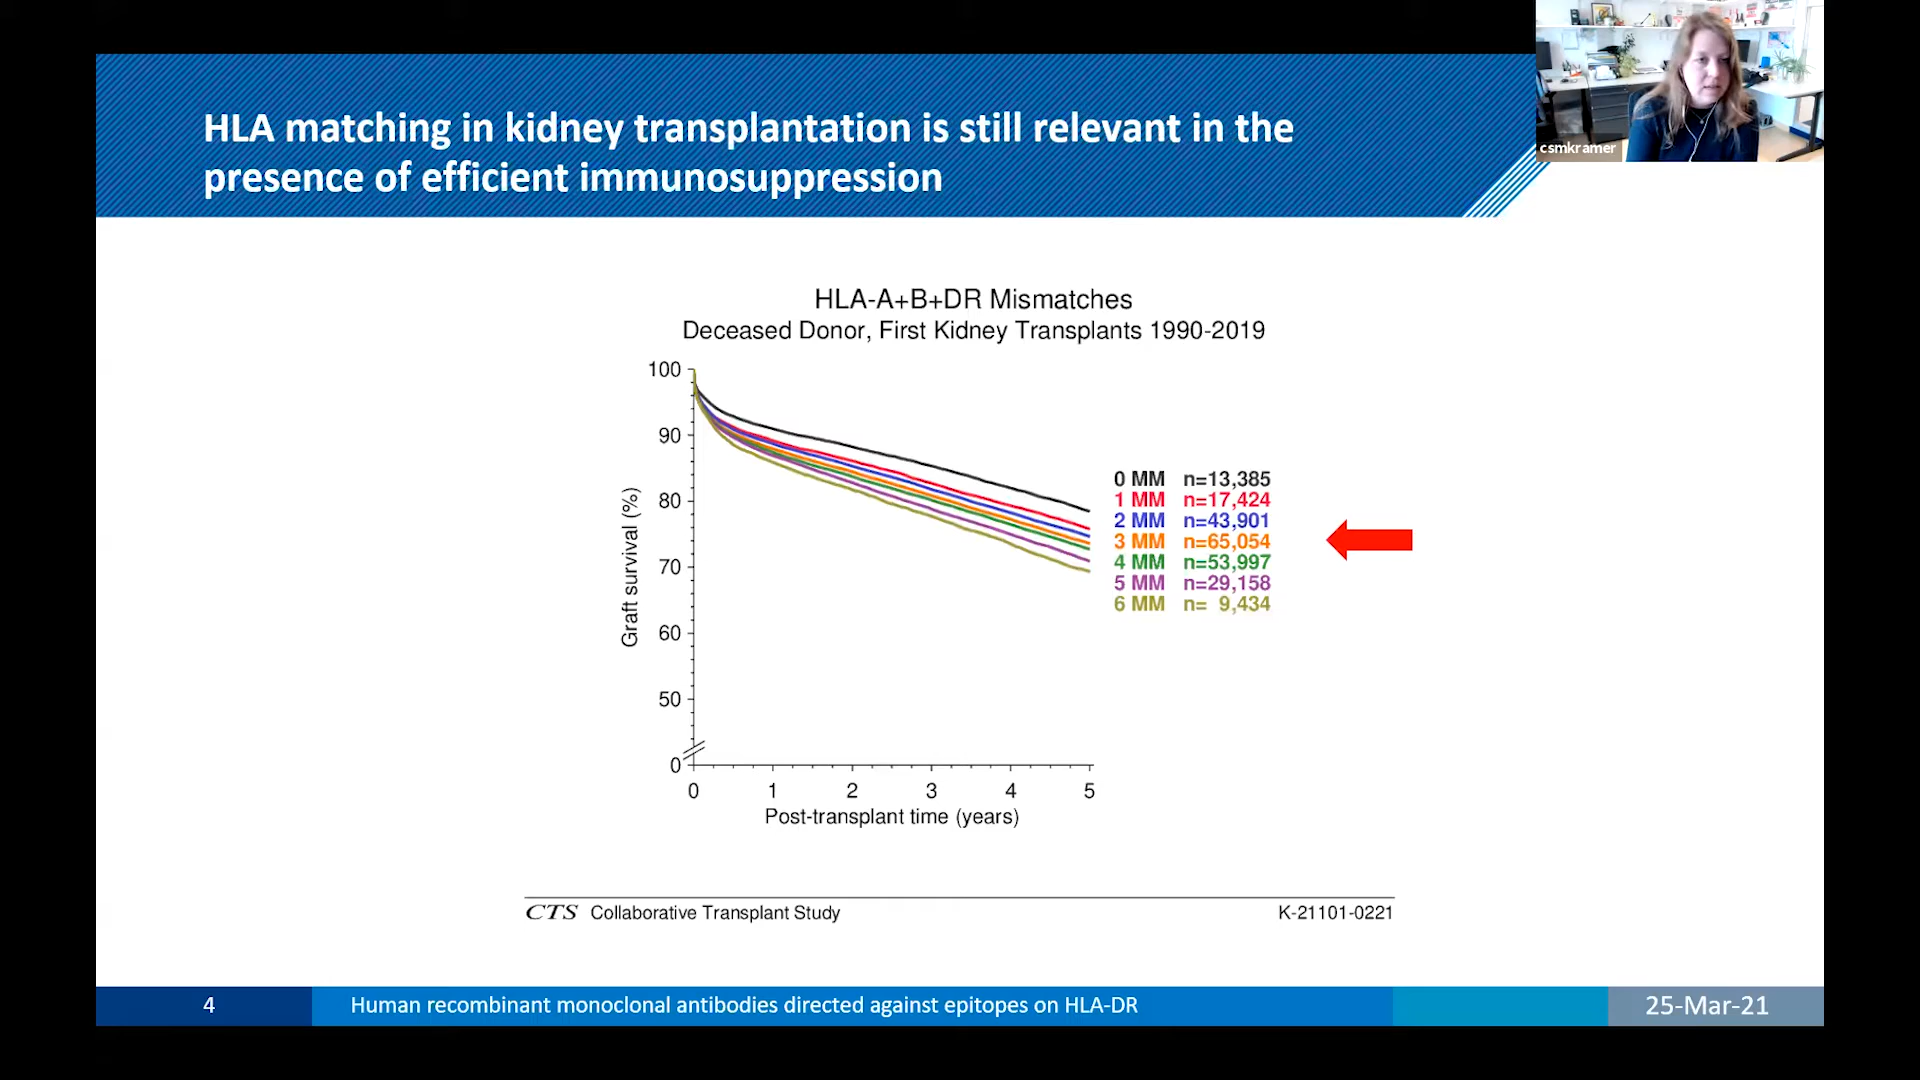 csmkramer
HLA matching in kidney transplantation is still relevant in the
presence of efficient immunosuppression
HLA-A+B+DR Mismatches
Deceased Donor, First Kidney Transplants 1990-2019
Graft survival (%)
100
90
80
70
60
50
0
0 1 2 3 4 5
Post-transplant time (years)
0 MM n=13,385
1 MM n=17,424
2 MM n=43,901
3 MM n=65,054
4 MM n=53,997
5 MM n=29,158
6 MM n= 9,434
CTS Collaborative Transplant Study K-21101-0221
4 Human recombinant monoclonal antibodies directed against epitopes on HLA-DR 25-Mar-21